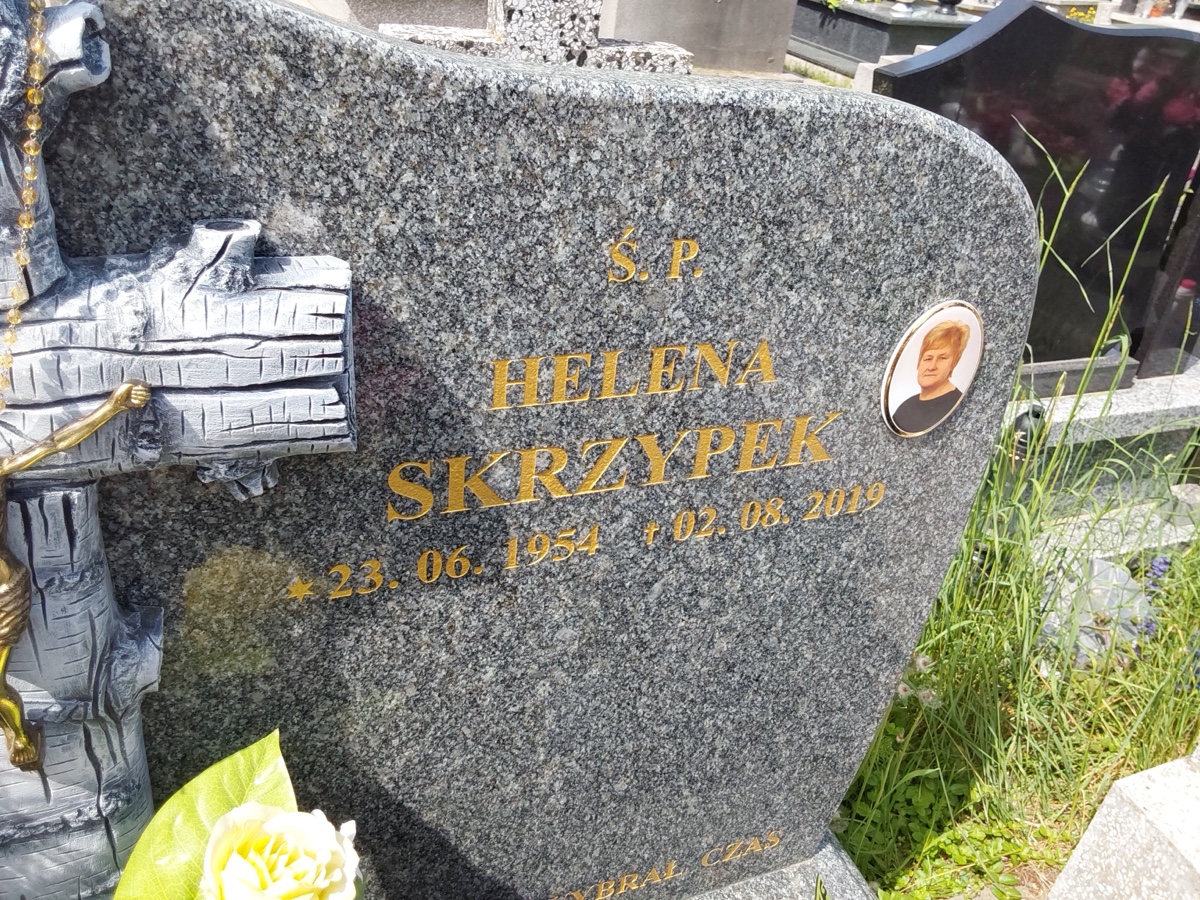 Ś. P.
HELENA
SKRZYPEK
* 23. 06. 1954 ✝ 02. 08. 2019
CZAS